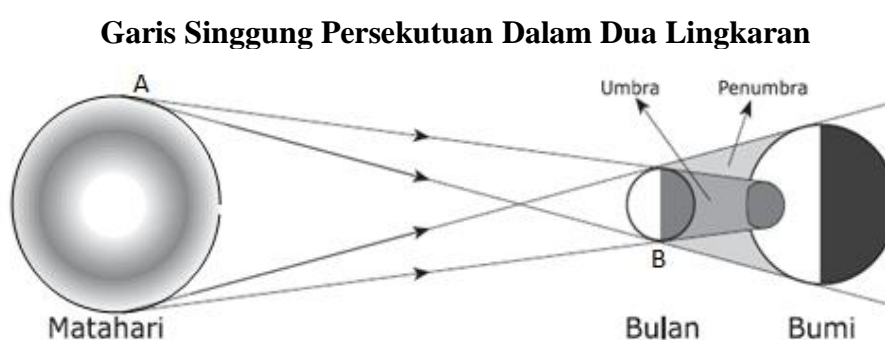 Garis Singgung Persekutuan Dalam Dua Lingkaran
A
Umbra Penumbra
B
Matahari Bulan Bumi